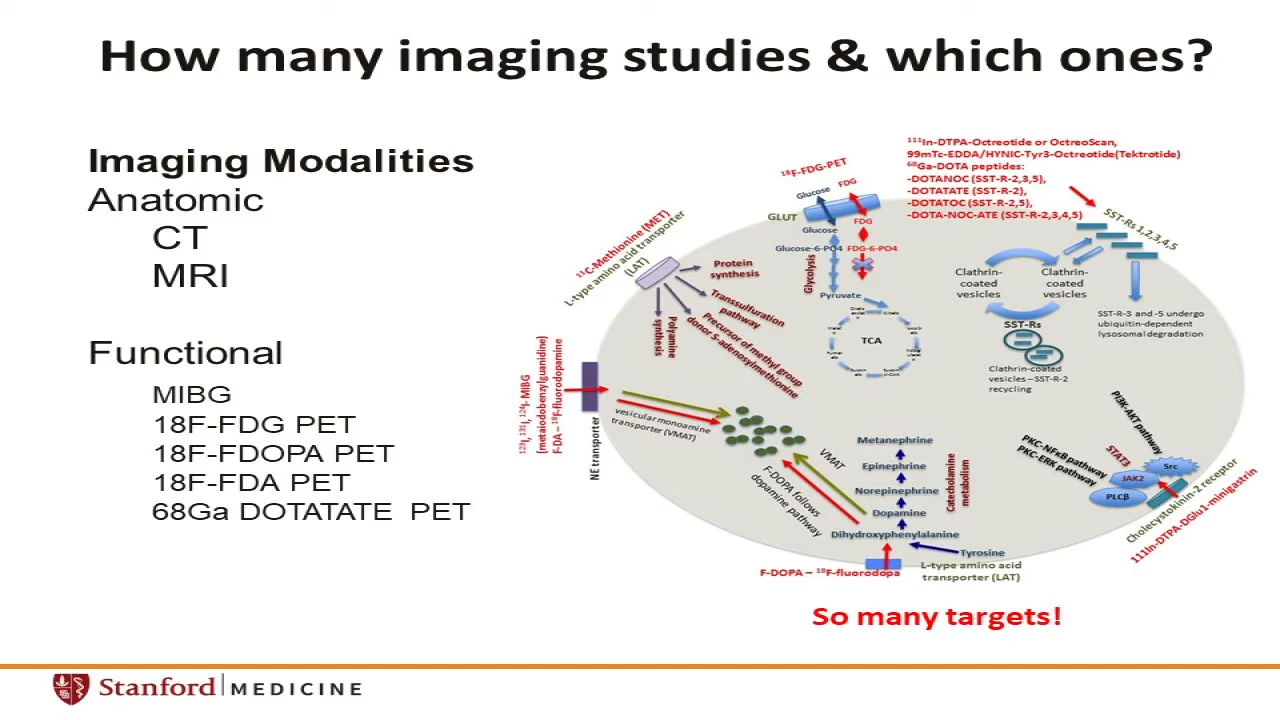 How many imaging studies & which ones?
Imaging Modalities
Anatomic
CT
MRI
Functional
MIBG
18F-FDG PET
18F-FDOPA PET
18F-FDA PET
68Ga DOTATATE PET
¹¹¹In-DTPA-Octreotide or OctreoScan,
99mTc-EDDA/HYNIC-Tyr3-Octreotide(Tektrotide)
⁶⁸Ga-DOTA peptides:
-DOTANOC (SST-R-2,3,5),
-DOTATATE (SST-R-2),
-DOTATOC (SST-R-2,5),
-DOTA-NOC-ATE (SST-R-2,3,4,5)
SST-Rs 1,2,3,4,5
¹⁸F-FDG-PET
Glucose
FDG
GLUT
Glucose
FDG
Glucose-6-PO4
FDG-6-PO4
Glycolysis
Pyruvate
TCA
¹¹C-Methionine (MET)
L-type amino acid transporter
(LAT)
Protein
synthesis
Transsulfuration
pathway
Precursor of methyl group
donor S-adenosylmethionine
Polyamine
synthesis
Clathrin-
coated
vesicles
Clathrin-
coated
vesicles
SST-Rs
Clathrin-coated
vesicles – SST-R-2
recycling
SST-R-3 and -5 undergo
ubiquitin-dependent
lysosomal degradation
¹²³I, ¹³¹I, ¹²⁴I- MIBG
(metaiodobenzylguanidine)
F-DA – ¹⁸F-fluorodopamine
NE transporter
vesicular monoamine
transporter (VMAT)
VMAT
F-DOPA follows
dopamine pathway
Metanephrine
Epinephrine
Norepinephrine
Dopamine
Dihydroxyphenylalanine
Tyrosine
Catecholamine
metabolism
F-DOPA – ¹⁸F-fluorodopa
L-type amino acid
transporter (LAT)
PI3K-AKT pathway
PKC-NFκB pathway
PKC-ERK pathway
STAT3
Src
JAK2
PLCβ
Cholecystokinin-2 receptor
111In-DTPA-DGlu1-minigastrin
So many targets!
Stanford MEDICINE